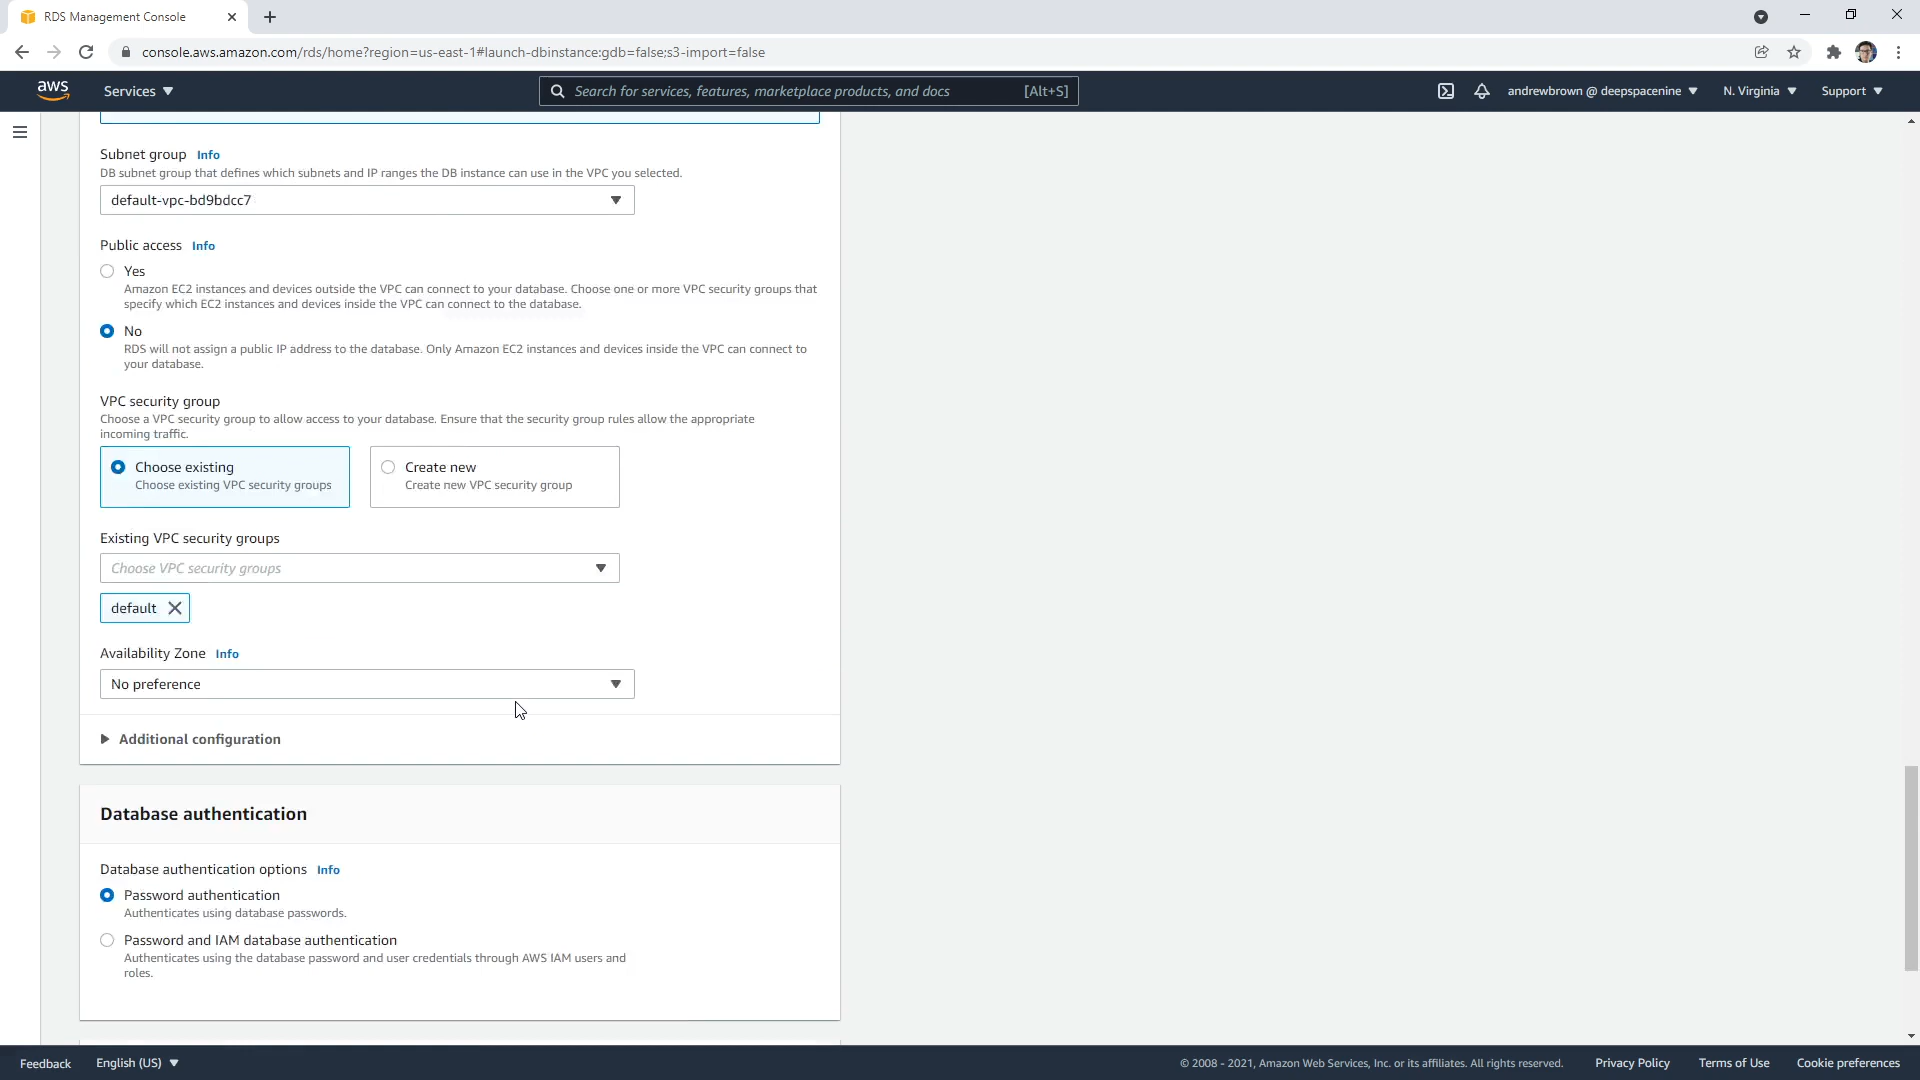 RDS Management Console
console.aws.amazon.com/rds/home?region=us-east-1#launch-dbinstance:gdb=false;s3-import=false
aws
Services
Search for services, features, marketplace products, and docs
[Alt+S]
andrewbrown @ deepspacenine
N. Virginia
Support
Subnet group Info
DB subnet group that defines which subnets and IP ranges the DB instance can use in the VPC you selected.
default-vpc-bd9bdcc7
Public access Info
Yes
Amazon EC2 instances and devices outside the VPC can connect to your database. Choose one or more VPC security groups that
specify which EC2 instances and devices inside the VPC can connect to the database.
No
RDS will not assign a public IP address to the database. Only Amazon EC2 instances and devices inside the VPC can connect to
your database.
VPC security group
Choose a VPC security group to allow access to your database. Ensure that the security group rules allow the appropriate
incoming traffic.
Choose existing
Choose existing VPC security groups
Create new
Create new VPC security group
Existing VPC security groups
Choose VPC security groups
default
Availability Zone Info
No preference
Additional configuration
Database authentication
Database authentication options Info
Password authentication
Authenticates using database passwords.
Password and IAM database authentication
Authenticates using the database password and user credentials through AWS IAM users and
roles.
Feedback
English (US)
© 2008 - 2021, Amazon Web Services, Inc. or its affiliates. All rights reserved.
Privacy Policy
Terms of Use
Cookie preferences